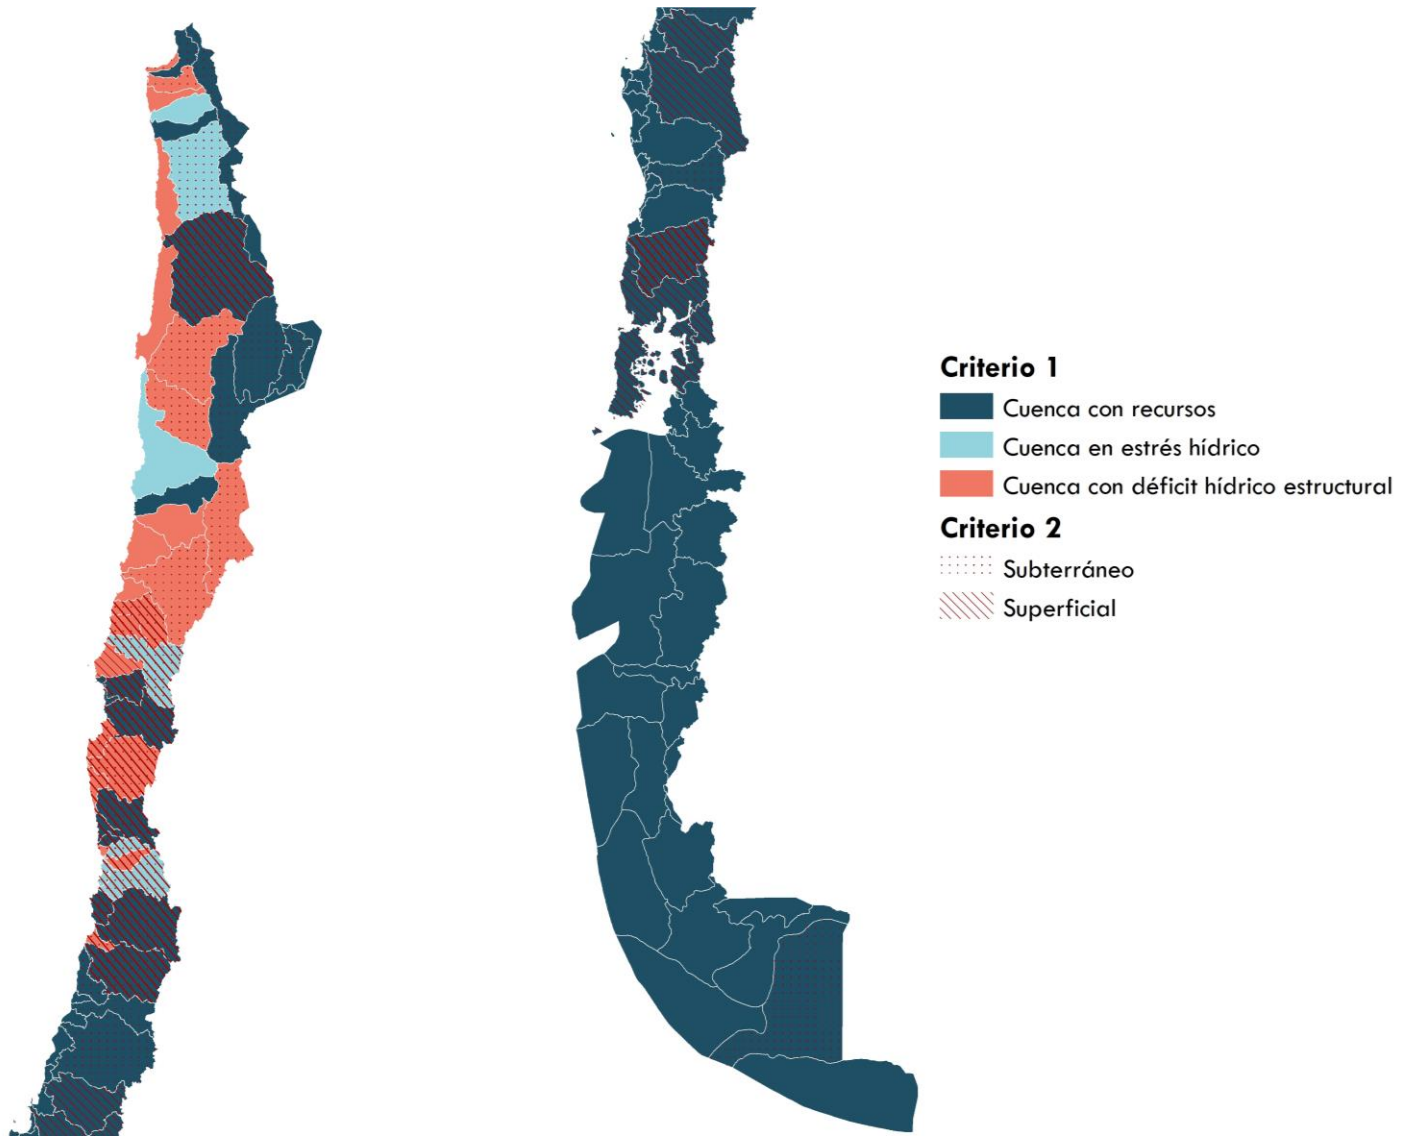 Criterio 1
Cuenca con recursos
Cuenca en estrés hídrico
Cuenca con déficit hídrico estructural
Criterio 2
Subterráneo
Superficial